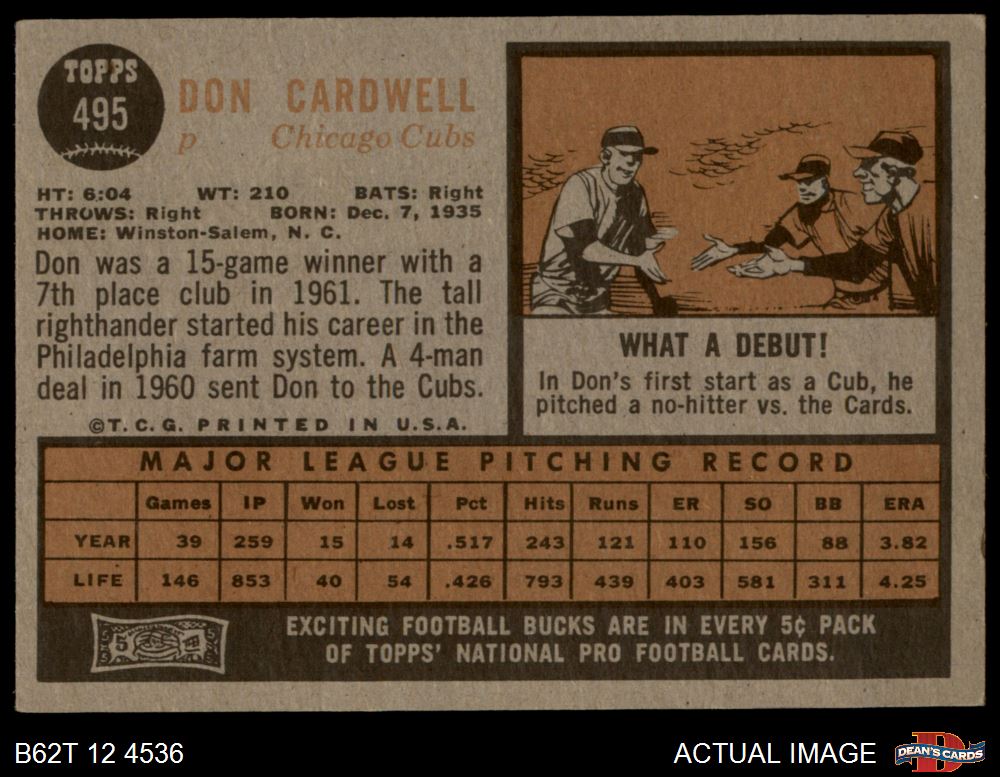 TOPPS
495
DON CARDWELL
p Chicago Cubs
HT: 6:04 WT: 210 BATS: Right
THROWS: Right BORN: Dec. 7, 1935
HOME: Winston-Salem, N. C.
Don was a 15-game winner with a
7th place club in 1961. The tall
righthander started his career in the
Philadelphia farm system. A 4-man
deal in 1960 sent Don to the Cubs.
©T. C. G. PRINTED IN U.S.A.
WHAT A DEBUT!
In Don's first start as a Cub, he
pitched a no-hitter vs. the Cards.
MAJOR LEAGUE PITCHING RECORD
Games IP Won Lost Pct Hits Runs ER SO BB ERA
YEAR 39 259 15 14 .517 243 121 110 156 88 3.82
LIFE 146 853 40 54 .426 793 439 403 581 311 4.25
5
EXCITING FOOTBALL BUCKS ARE IN EVERY 5¢ PACK
OF TOPPS' NATIONAL PRO FOOTBALL CARDS.
B62T 12 4536
ACTUAL IMAGE
D
DEAN'S CARDS